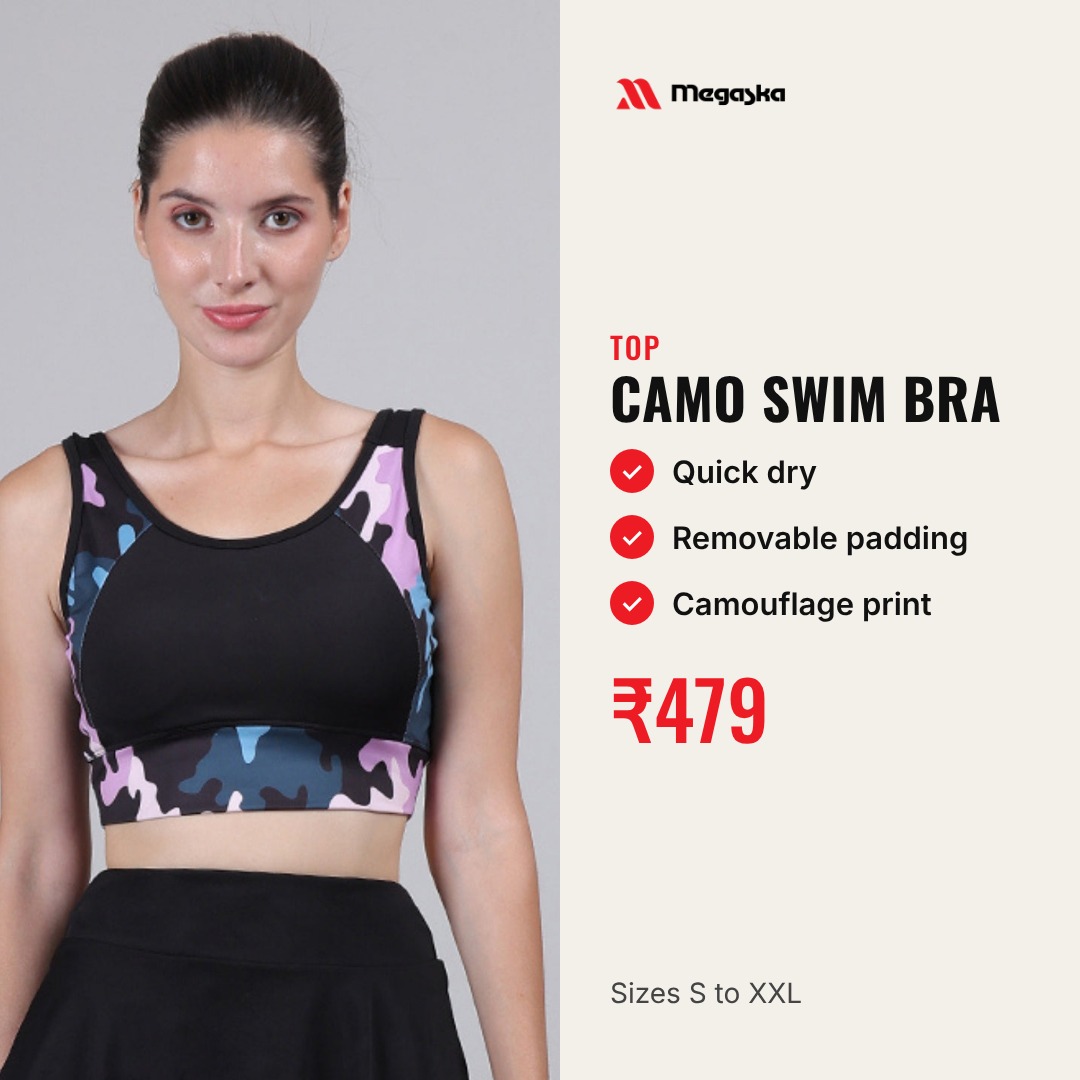 Megaska
TOP
CAMO SWIM BRA
Quick dry
Removable padding
Camouflage print
₹479
Sizes S to XXL